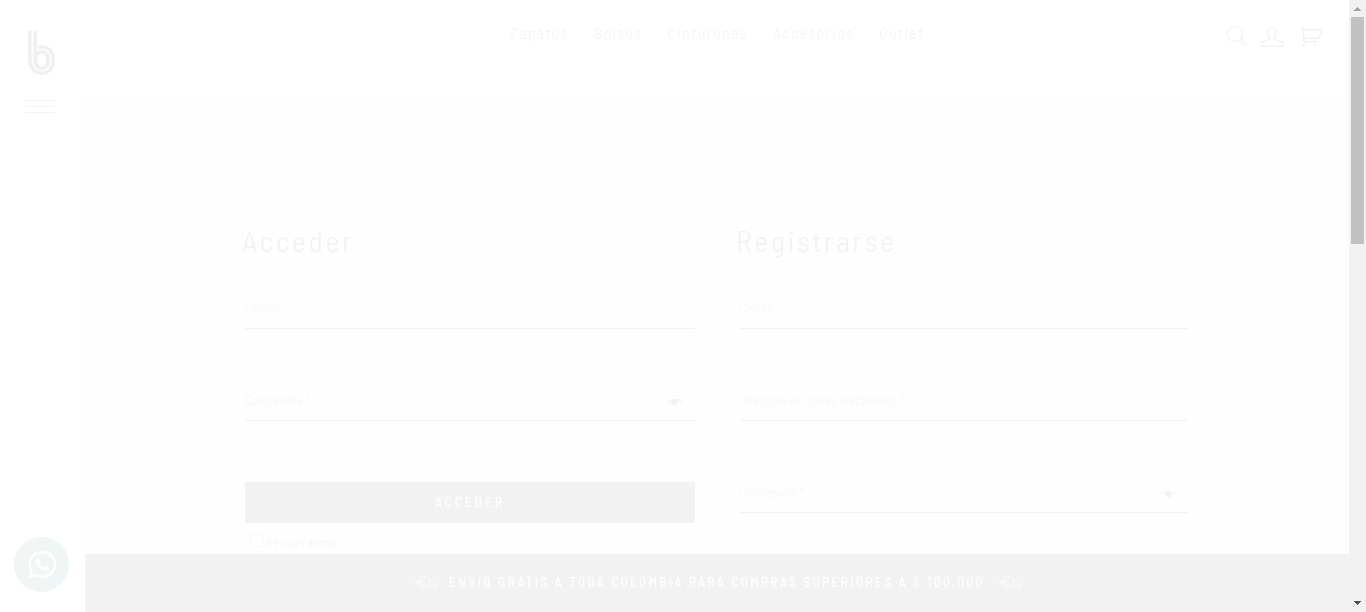 Zapatos Bolsos Cinturones Accesorios Outlet
b
Acceder
Cédula
Contraseña *
ACCEDER
Recuérdame
Registrarse
Cédula
Dirección de correo electrónico *
Contraseña *
ENVÍO GRATIS A TODA COLOMBIA PARA COMPRAS SUPERIORES A $ 100.000